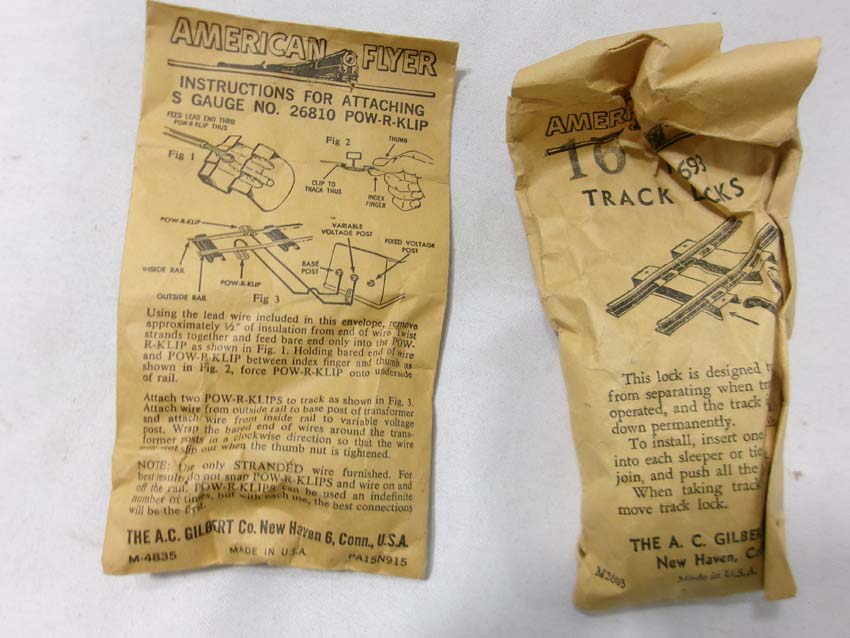 AMERICAN FLYER
INSTRUCTIONS FOR ATTACHING
S GAUGE NO. 26810 POW-R-KLIP
FEED LEAD END THRU
POW-R KLIP THUS
Fig 1
Fig 2
THUMB
CLIP TO
TRACK THUS
INDEX
FINGER
POW-R-KLIP
VARIABLE
VOLTAGE POST
FIXED VOLTAGE
POST
BASE
POST
INSIDE RAIL
POW-R-KLIP
OUTSIDE RAIL
Fig 3
Using the lead wire included in this envelope, remove
approximately ½" of insulation from end of wire. Twist
strands together and feed bare end only into the POW-
R-KLIP as shown in Fig. 1. Holding bared end of wire
and POW-R KLIP between index finger and thumb as
shown in Fig. 2, force POW-R-KLIP onto underside
of rail.
Attach two POW-R-KLIPS to track as shown in Fig. 3.
Attach wire from outside rail to base post of transformer
and attach wire from inside rail to variable voltage
post. Wrap the bared end of wires around the trans-
former posts in a clockwise direction so that the wire
may not slip out when the thumb nut is tightened.
NOTE: Use only STRANDED wire furnished. For
best results do not snap POW-R-KLIPS and wire on and
off the rail. POW-R-KLIPS can be used an indefinite
number of times, but with each use, the best connections
will be the first.
THE A.C. GILBERT Co. New Haven 6, Conn., U.S.A.
M-4835 MADE IN U.S.A. PA15N915
AMER
16 693
TRACK L CKS
This lock is designed t
from separating when tr
operated, and the track i
down permanently.
To install, insert one
into each sleeper or tie
join, and push all the
When taking track
move track lock.
THE A. C. GILBE
New Haven, Co
M2693 Made in U.S.A.